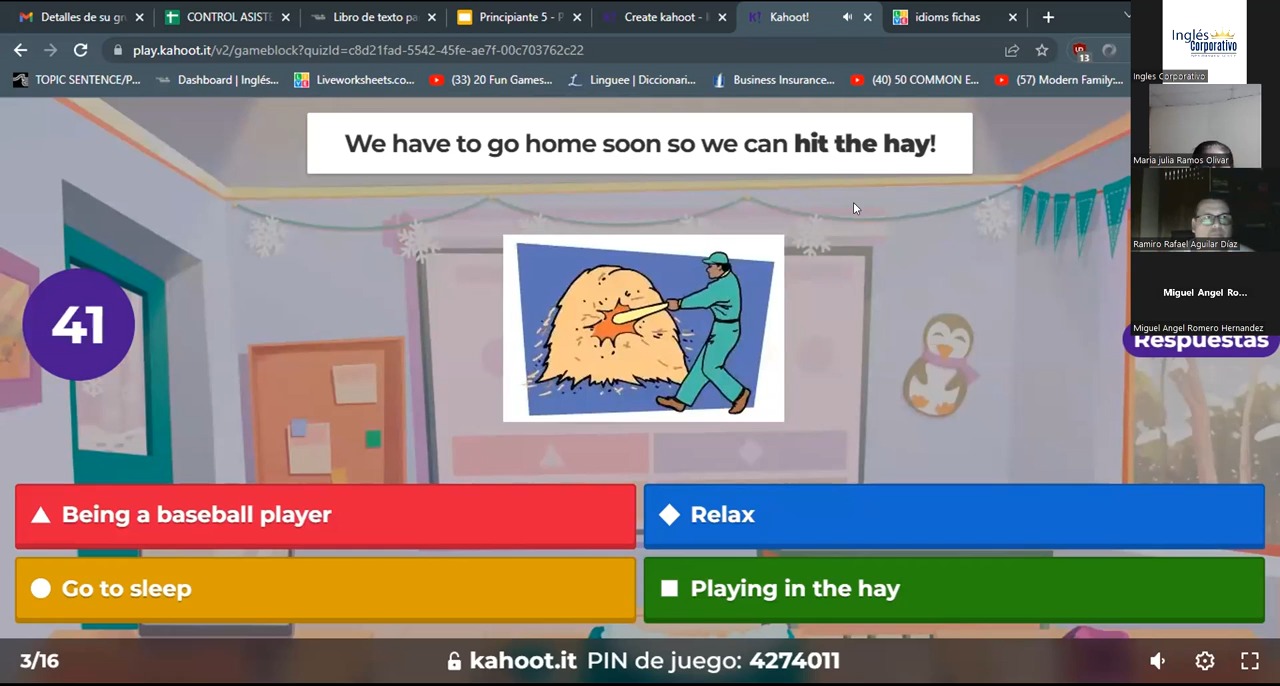 Detalles de su gr
CONTROL ASIST
Libro de texto pa
Principiante 5 - P
Create kahoot - 
Kahoot!
idioms fichas
play.kahoot.it/v2/gameblock?quizId=c8d21fad-5542-45fe-ae7f-00c703762c22
13
TOPIC SENTENCE/P...
Dashboard | Inglés...
Liveworksheets.co...
(33) 20 Fun Games...
Linguee | Diccionari...
Business Insurance...
(40) 50 COMMON E...
(57) Modern Family:...
Inglés
Corporativo
Ingles Corporativo
Maria julia Ramos Olivar
Ramiro Rafael Aguilar Díaz
Miguel Angel Ro...
Miguel Angel Romero Hernandez
We have to go home soon so we can hit the hay!
41
Respuestas
Being a baseball player
Relax
Go to sleep
Playing in the hay
3/16
kahoot.it PIN de juego: 4274011